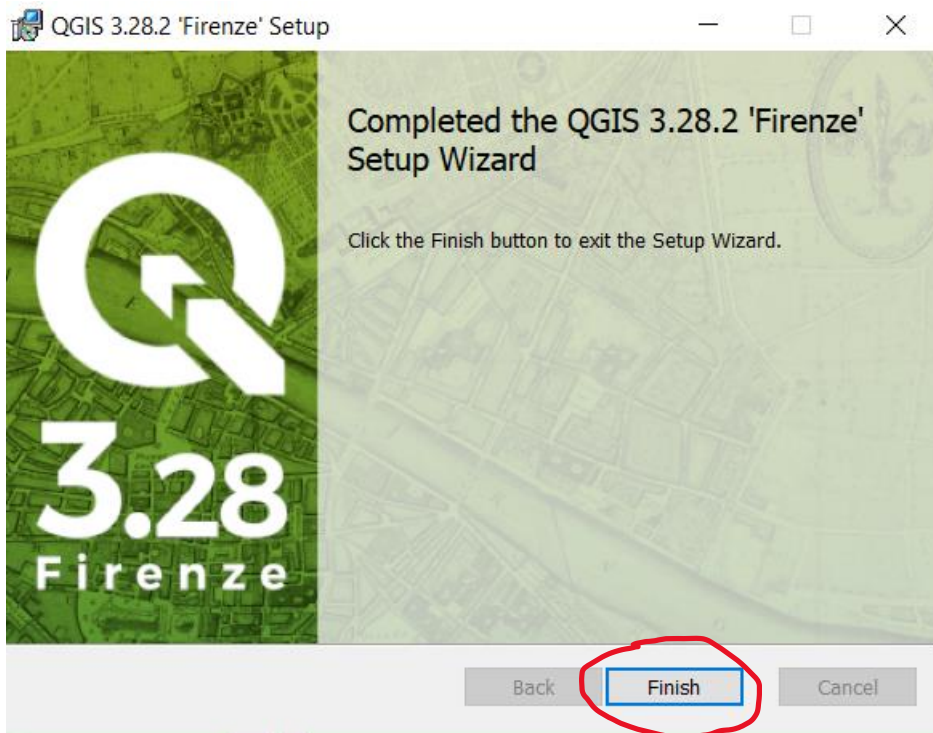 QGIS 3.28.2 'Firenze' Setup
Completed the QGIS 3.28.2 'Firenze'
Setup Wizard
Click the Finish button to exit the Setup Wizard.
3.28
Firenze
Back Finish Cancel